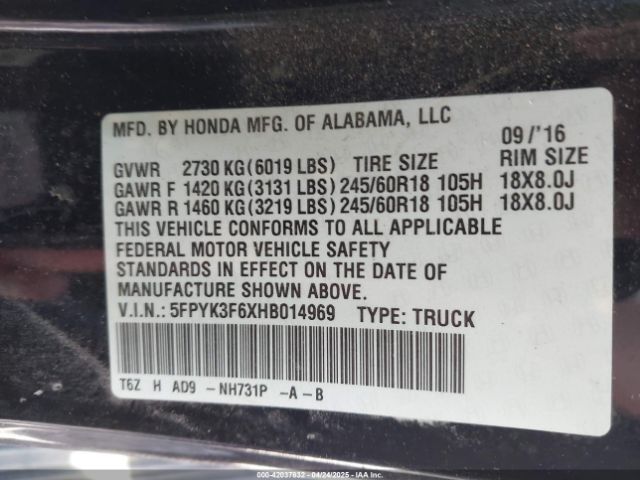 MFD. BY HONDA MFG. OF ALABAMA, LLC
09/'16
GVWR 2730 KG(6019 LBS) TIRE SIZE RIM SIZE
GAWR F 1420 KG(3131 LBS) 245/60R18 105H 18X8.0J
GAWR R 1460 KG(3219 LBS) 245/60R18 105H 18X8.0J
THIS VEHICLE CONFORMS TO ALL APPLICABLE
FEDERAL MOTOR VEHICLE SAFETY
STANDARDS IN EFFECT ON THE DATE OF
MANUFACTURE SHOWN ABOVE.
V.I.N.: 5FPYK3F6XHB014969 TYPE: TRUCK
T6Z H AD9 -NH731P -A-B
000-42037632 - 04/24/2025 - IAA Inc.